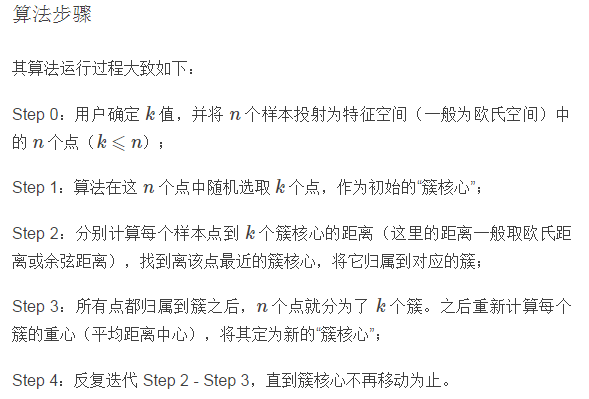 算法步骤
其算法运行过程大致如下：
Step 0：用户确定 k 值，并将 n 个样本投射为特征空间（一般为欧氏空间）中
的 n 个点（k ⩽ n）；
Step 1：算法在这 n 个点中随机选取 k 个点，作为初始的“簇核心”；
Step 2：分别计算每个样本点到 k 个簇核心的距离（这里的距离一般取欧氏距
离或余弦距离），找到离该点最近的簇核心，将它归属到对应的簇；
Step 3：所有点都归属到簇之后，n 个点就分为了 k 个簇。之后重新计算每个
簇的重心（平均距离中心），将其定为新的“簇核心”；
Step 4：反复迭代 Step 2 - Step 3，直到簇核心不再移动为止。